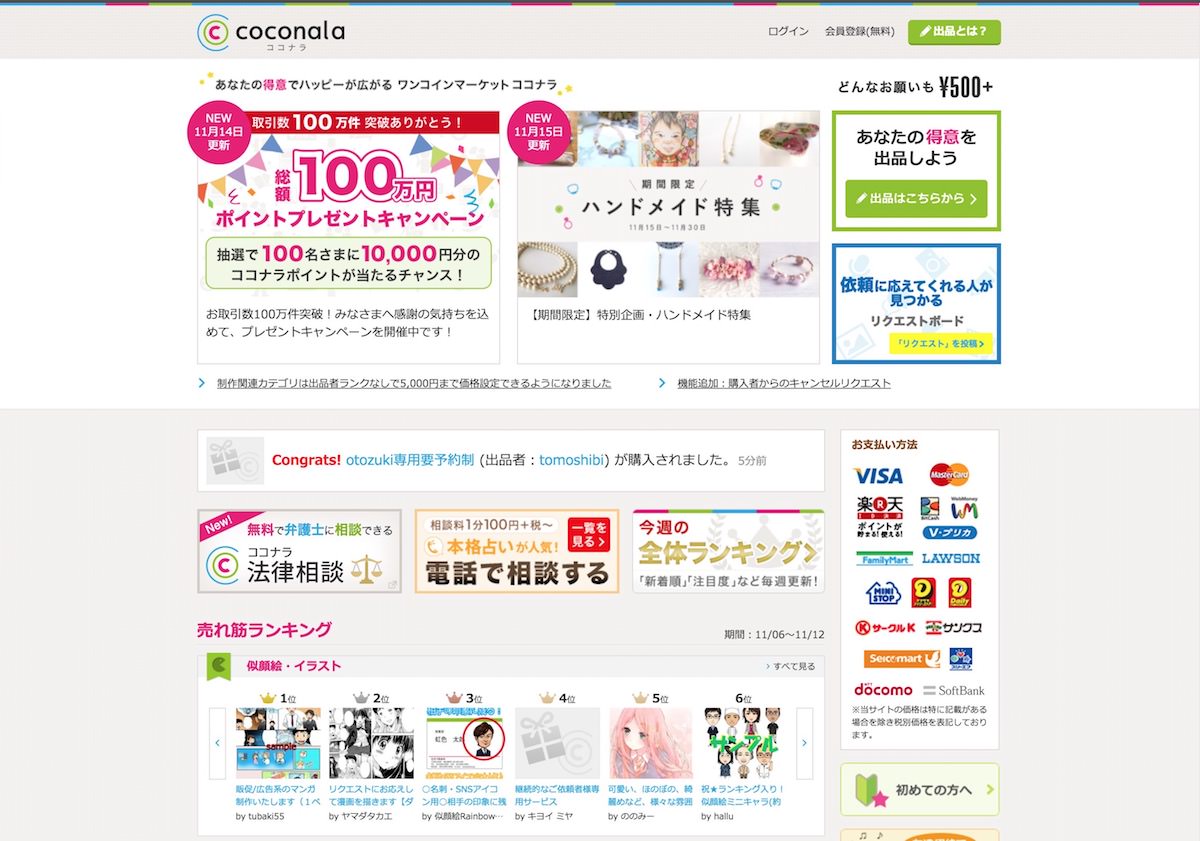 coconala
ココナラ
ログイン
会員登録(無料)
出品とは？
あなたの得意でハッピーが広がる ワンコインマーケット ココナラ
どんなお願いも ¥500+
NEW
11月14日
更新
取引数 100 万件 突破ありがとう！
総額 100万円
ポイントプレゼントキャンペーン
抽選で100名さまに10,000円分の
ココナラポイントが当たるチャンス！
お取引数100万件突破！みなさまへ感謝の気持ちを込
めて、プレゼントキャンペーンを開催中です！
NEW
11月15日
更新
期間限定
ハンドメイド特集
11月15日〜11月30日
【期間限定】特別企画・ハンドメイド特集
あなたの得意を
出品しよう
出品はこちらから
依頼に応えてくれる人が
見つかる
リクエストボード
「リクエスト」を投稿
制作関連カテゴリは出品者ランクなしで5,000円まで価格設定できるようになりました
機能追加：購入者からのキャンセルリクエスト
Congrats! otozuki専用要予約制 (出品者：tomoshibi) が購入されました。 5分前
New!
無料で弁護士に相談できる
ココナラ
法律相談
相談料1分100円+税〜
本格占いが人気！
一覧を
見る
電話で相談する
今週の
全体ランキング
「新着順」「注目度」など毎週更新！
売れ筋ランキング
期間：11/06〜11/12
似顔絵・イラスト
すべて見る
1位
2位
3位
4位
5位
6位
sample
サンプル
販促/広告系のマンガ
制作いたします（1ペ
by tubaki55
リクエストにお応えし
て漫画を描きます【ダ
by ヤマダタカエ
○名刺・SNSアイコ
ン用○相手の印象に残
by 似顔絵Rainbow…
継続的なご依頼者様専
用サービス
by キヨイ ミヤ
可愛い、ほのぼの、綺
麗めなど、様々な雰囲
by ののみー
祝★ランキング入り！
似顔絵ミニキャラ(約
by hallu
お支払い方法
VISA
MasterCard
楽R天
ポイントが
貯まる！使える！
BitCash
WebMoney
V-プリカ
FamilyMart
LAWSON
MINI STOP
Daily
サークルK
サンクス
Seicomart
docomo
SoftBank
※当サイトの価格は特に記載がある
場合を除き税別価格を表記しており
ます。
初めての方へ